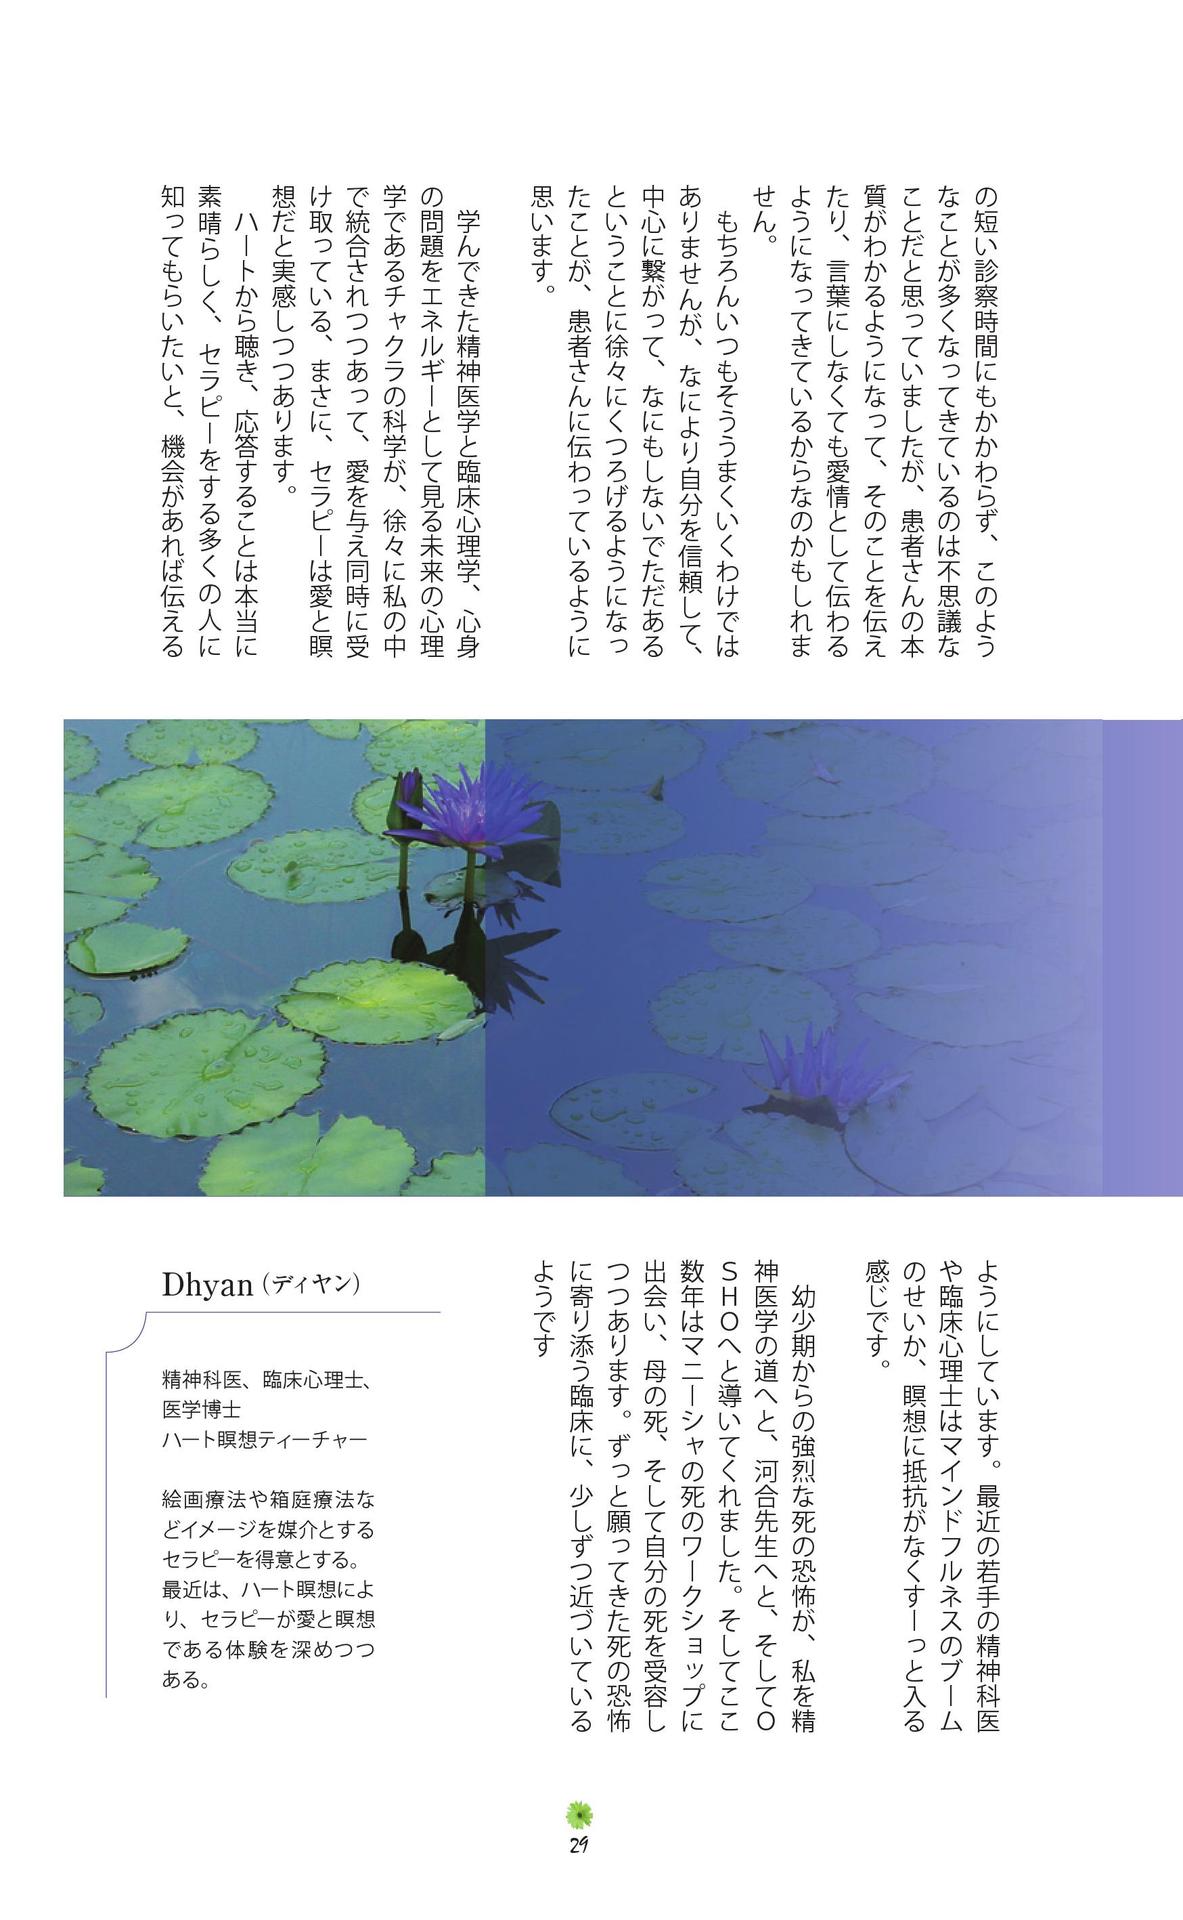 の短い診察時間にもかかわらず、このよう
なことが多くなってきているのは不思議な
ことだと思っていましたが、患者さんの本
質がわかるようになって、そのことを伝え
たり、言葉にしなくても愛情として伝わる
ようになってきているからなのかもしれま
せん。
もちろんいつもそううまくいくわけでは
ありませんが、なにより自分を信頼して、
中心に繋がって、なにもしないでただある
ということに徐々にくつろげるようになっ
たことが、患者さんに伝わっているように
思います。
学んできた精神医学と臨床心理学、心身
の問題をエネルギーとして見る未来の心理
学であるチャクラの科学が、徐々に私の中
で統合されつつあって、愛を与え同時に受
け取っている、まさに、セラピーは愛と瞑
想だと実感しつつあります。
ハートから聴き、応答することは本当に
素晴らしく、セラピーをする多くの人に
知ってもらいたいと、機会があれば伝える
ようにしています。最近の若手の精神科医
や臨床心理士はマインドフルネスのブーム
のせいか、瞑想に抵抗がなくすーっと入る
感じです。
幼少期からの強烈な死の恐怖が、私を精
神医学の道へと、河合先生へと、そしてO
SHOへと導いてくれました。そしてここ
数年はマニーシャの死のワークショップに
出会い、母の死、そして自分の死を受容し
つつあります。ずっと願ってきた死の恐怖
に寄り添う臨床に、少しずつ近づいている
ようです
Dhyan（ディヤン）
精神科医、臨床心理士、
医学博士
ハート瞑想ティーチャー
絵画療法や箱庭療法な
どイメージを媒介とする
セラピーを得意とする。
最近は、ハート瞑想によ
り、セラピーが愛と瞑想
である体験を深めつつ
ある。
29